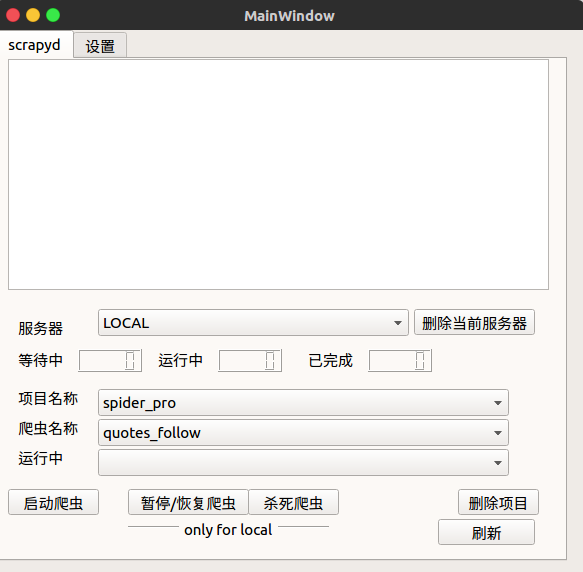 MainWindow
scrapyd 设置
服务器 LOCAL 删除当前服务器
等待中 0 运行中 0 已完成 0
项目名称 spider_pro
爬虫名称 quotes_follow
运行中
启动爬虫 暂停/恢复爬虫 杀死爬虫 删除项目
only for local 刷新